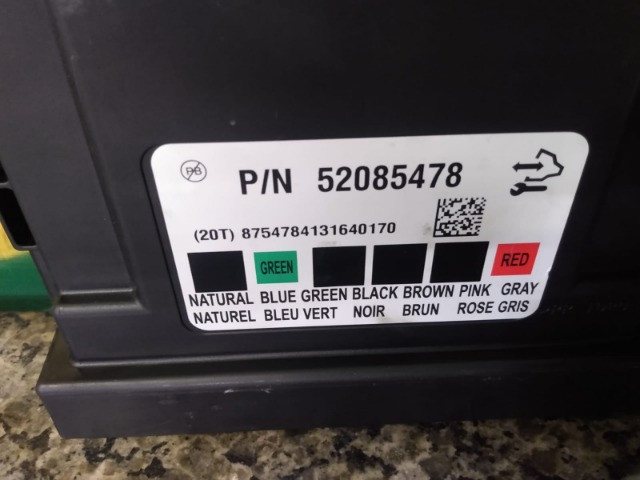 PB
P/N 52085478
(20T) 8754784131640170
GREEN RED
NATURAL BLUE GREEN BLACK BROWN PINK GRAY
NATUREL BLEU VERT NOIR BRUN ROSE GRIS